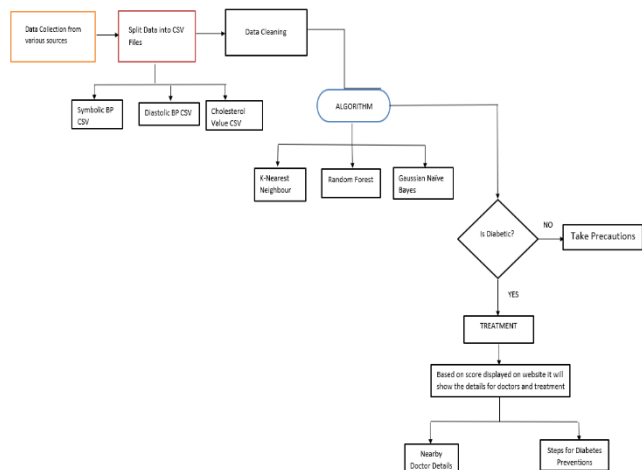 Data Collection from
various sources
Split Data into CSV
Files
Data Cleaning
Symbolic BP
CSV
Diastolic BP CSV
Cholesterol
Value CSV
ALGORITHM
K-Nearest
Neighbour
Random Forest
Gaussian Naïve
Bayes
Is Diabetic?
NO
Take Precautions
YES
TREATMENT
Based on score displayed on website it will
show the details for doctors and treatment
Nearby
Doctor Details
Steps for Diabetes
Preventions